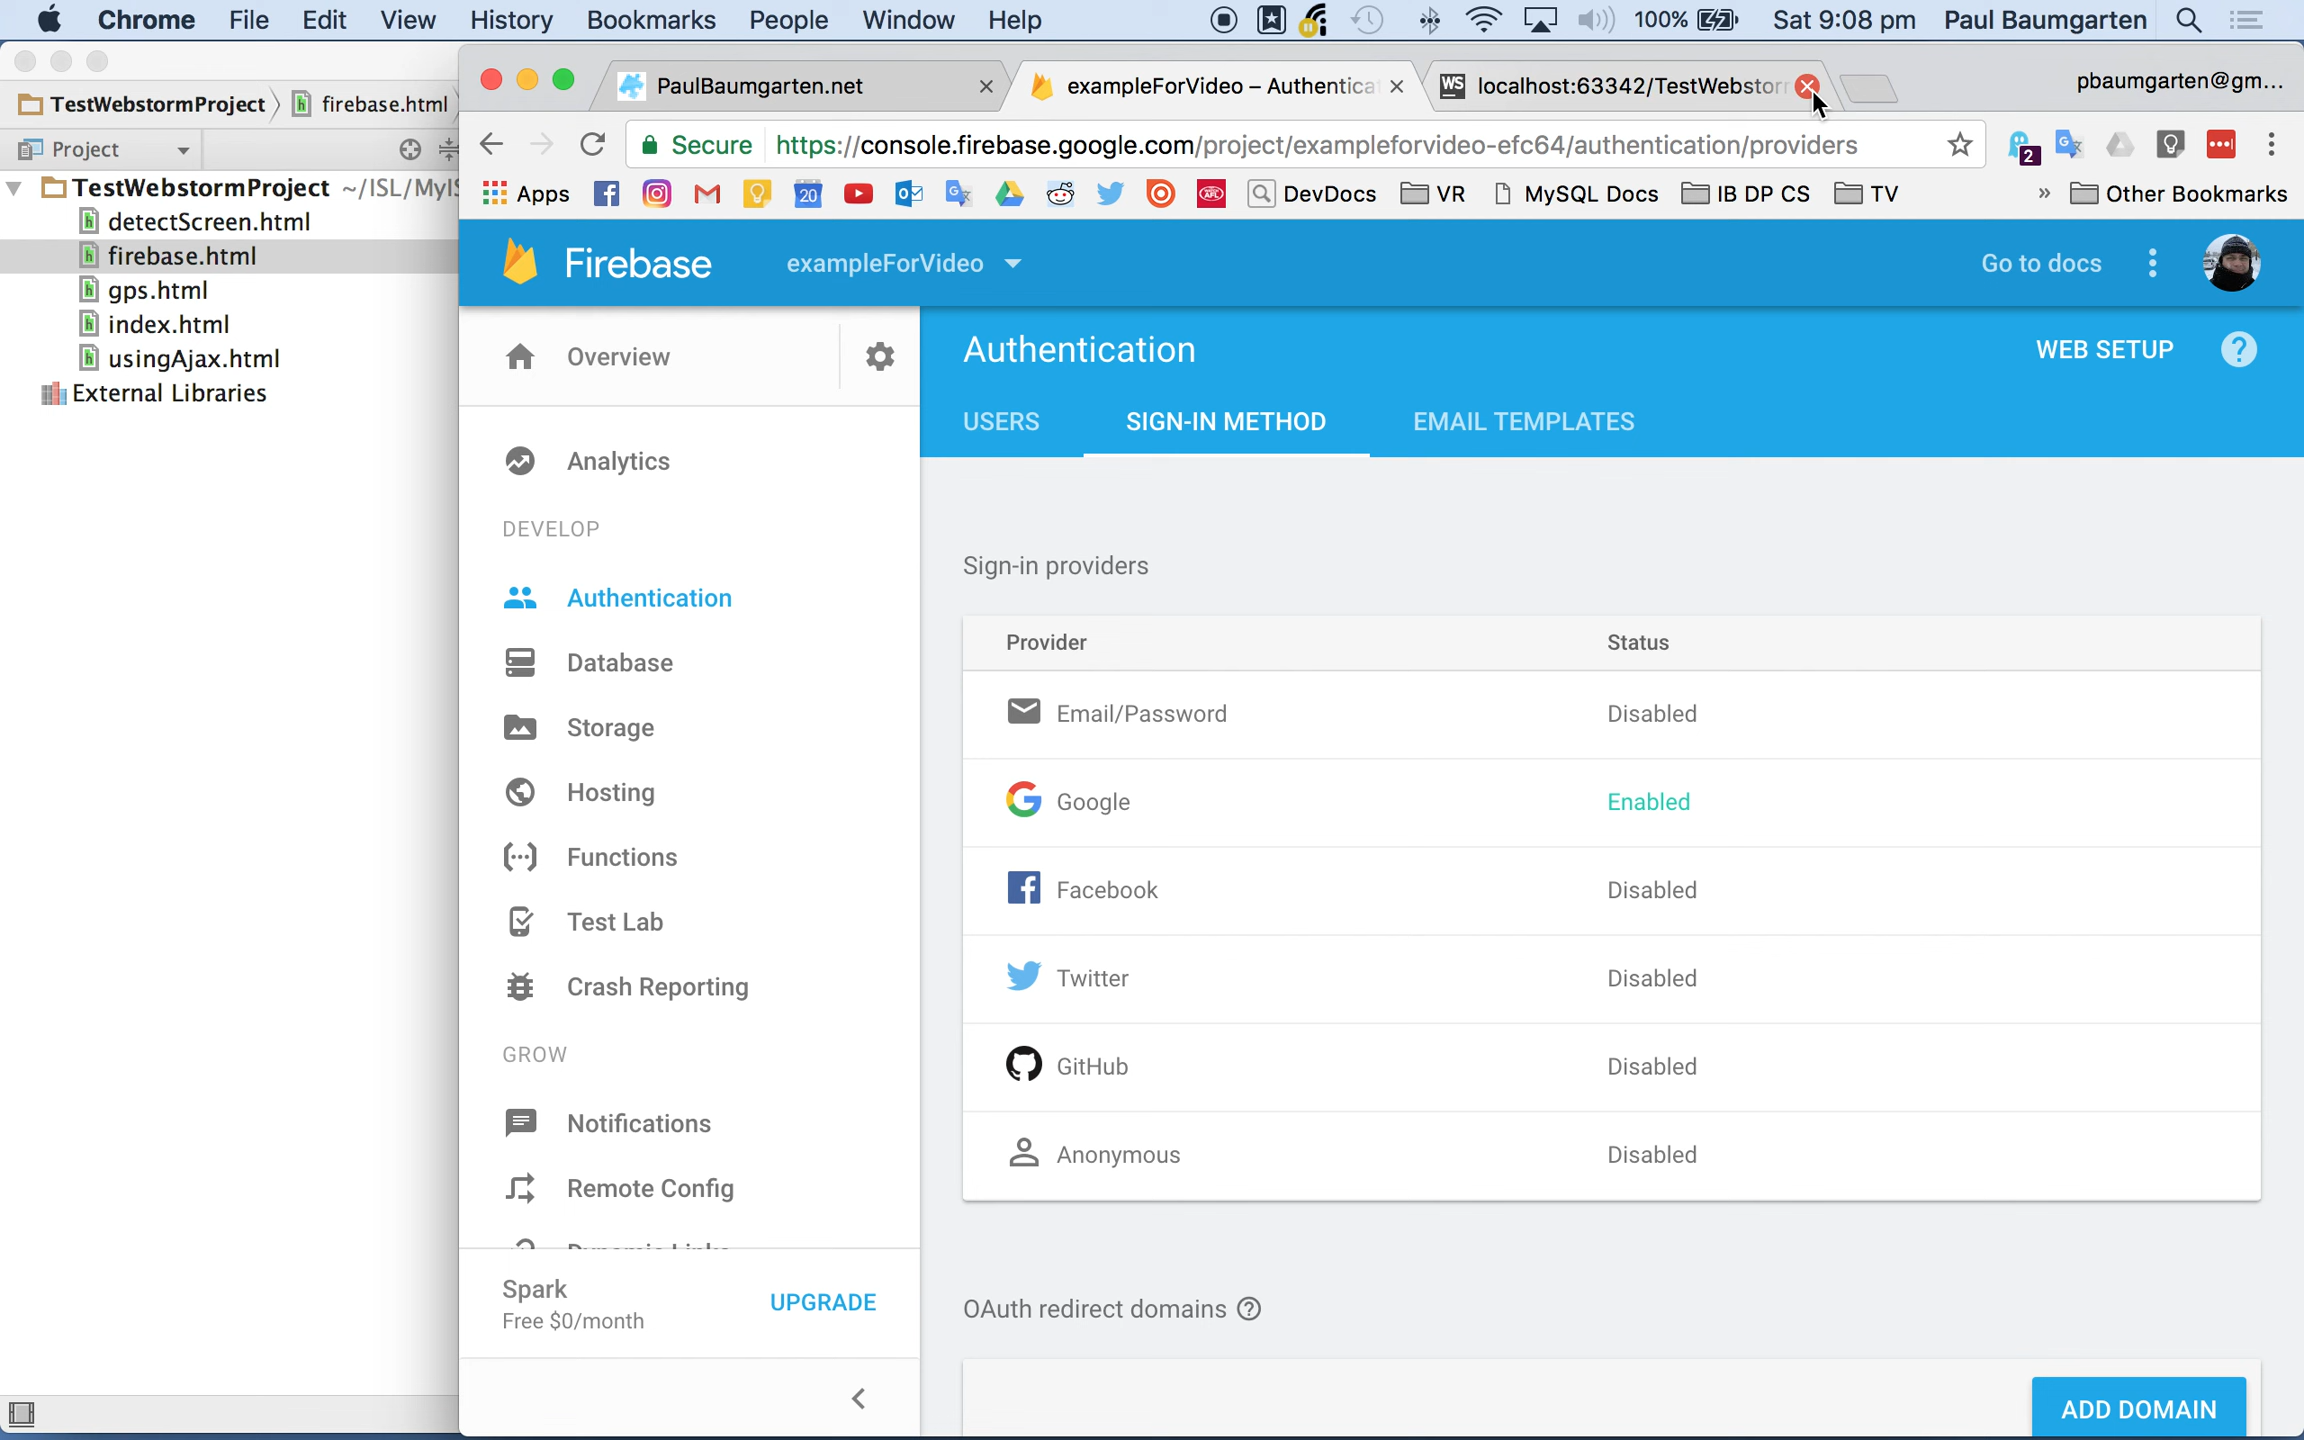 Chrome File Edit View History Bookmarks People Window Help 100% Sat 9:08 pm Paul Baumgarten
TestWebstormProject firebase.html
Project
TestWebstormProject ~/ISL/MyIS
detectScreen.html
firebase.html
gps.html
index.html
usingAjax.html
External Libraries
PaulBaumgarten.net exampleForVideo – Authenticat WS localhost:63342/TestWebstorm pbaumgarten@gm...
Secure https://console.firebase.google.com/project/exampleforvideo-efc64/authentication/providers 2
Apps 20 DevDocs VR MySQL Docs IB DP CS TV » Other Bookmarks
Firebase exampleForVideo Go to docs
Overview
Analytics
DEVELOP
Authentication
Database
Storage
Hosting
Functions
Test Lab
Crash Reporting
GROW
Notifications
Remote Config
Spark
Free $0/month
UPGRADE
Authentication WEB SETUP ?
USERS SIGN-IN METHOD EMAIL TEMPLATES
Sign-in providers
Provider Status
Email/Password Disabled
Google Enabled
Facebook Disabled
Twitter Disabled
GitHub Disabled
Anonymous Disabled
OAuth redirect domains ?
ADD DOMAIN